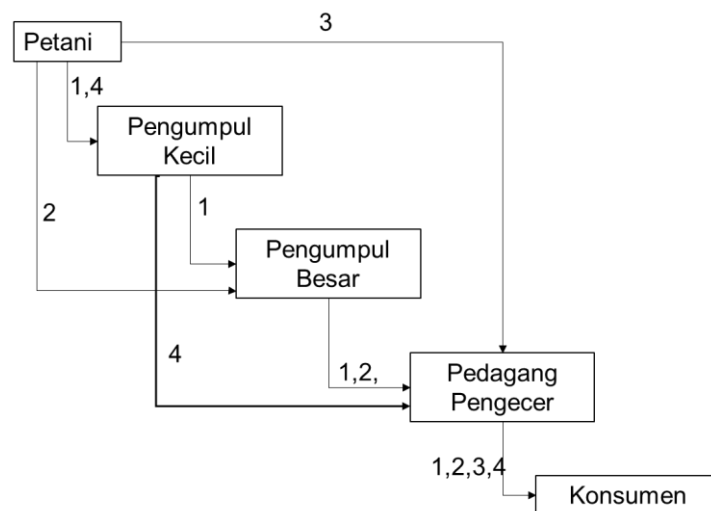 3
Petani
1,4
Pengumpul
Kecil
2
1
Pengumpul
Besar
4
1,2,
Pedagang
Pengecer
1,2,3,4
Konsumen